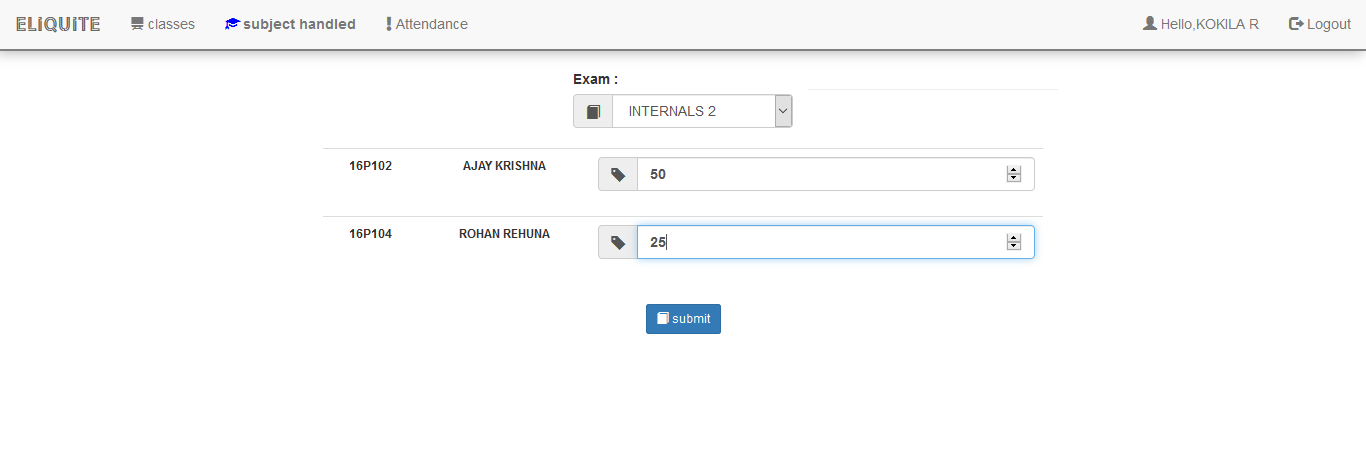 ELiQUiTE classes subject handled Attendance Hello,KOKILA R Logout
Exam :
INTERNALS 2
16P102 AJAY KRISHNA 50
16P104 ROHAN REHUNA 25
submit